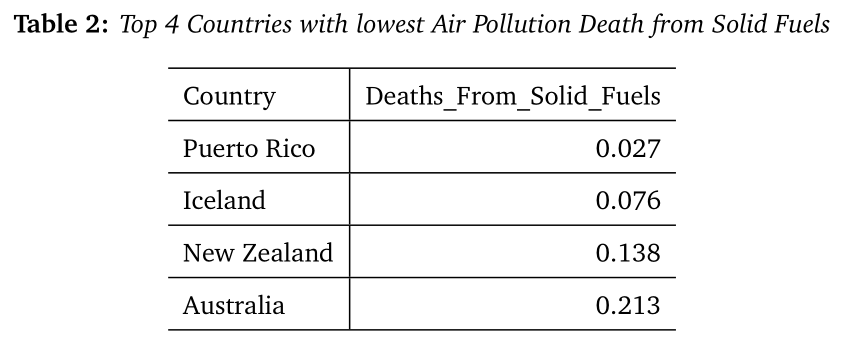 Table 2: Top 4 Countries with lowest Air Pollution Death from Solid Fuels
Country Deaths_From_Solid_Fuels
Puerto Rico 0.027
Iceland 0.076
New Zealand 0.138
Australia 0.213